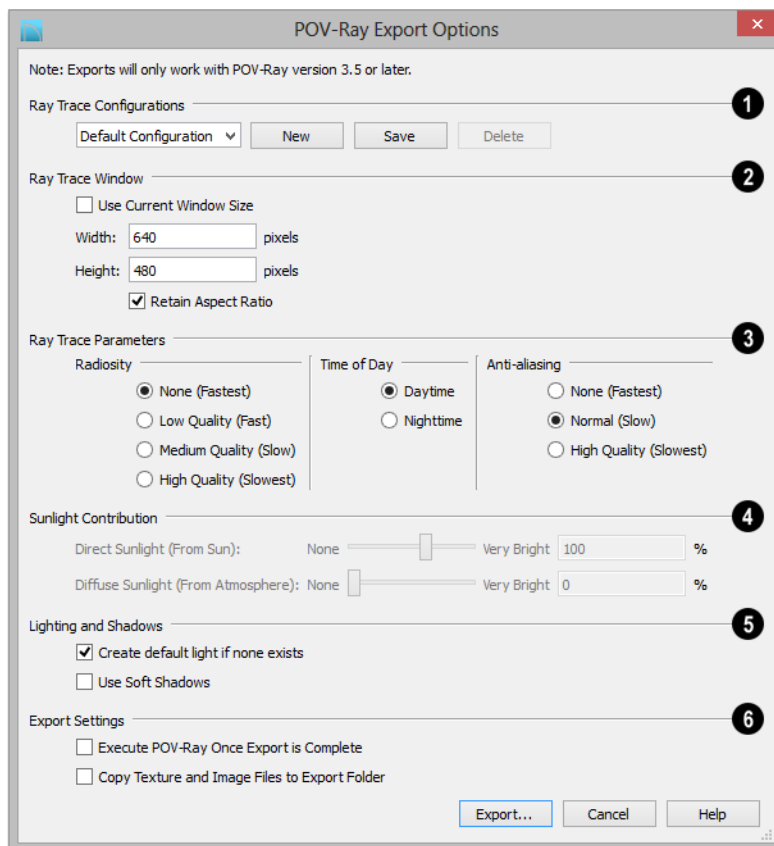 POV-Ray Export Options
Note: Exports will only work with POV-Ray version 3.5 or later.
Ray Trace Configurations 1
Default Configuration New Save Delete
Ray Trace Window 2
Use Current Window Size
Width: 640 pixels
Height: 480 pixels
Retain Aspect Ratio
Ray Trace Parameters 3
Radiosity Time of Day Anti-aliasing
None (Fastest) Daytime None (Fastest)
Low Quality (Fast) Nighttime Normal (Slow)
Medium Quality (Slow) High Quality (Slowest)
High Quality (Slowest)
Sunlight Contribution 4
Direct Sunlight (From Sun): None Very Bright 100 %
Diffuse Sunlight (From Atmosphere): None Very Bright 0 %
Lighting and Shadows 5
Create default light if none exists
Use Soft Shadows
Export Settings 6
Execute POV-Ray Once Export is Complete
Copy Texture and Image Files to Export Folder
Export... Cancel Help